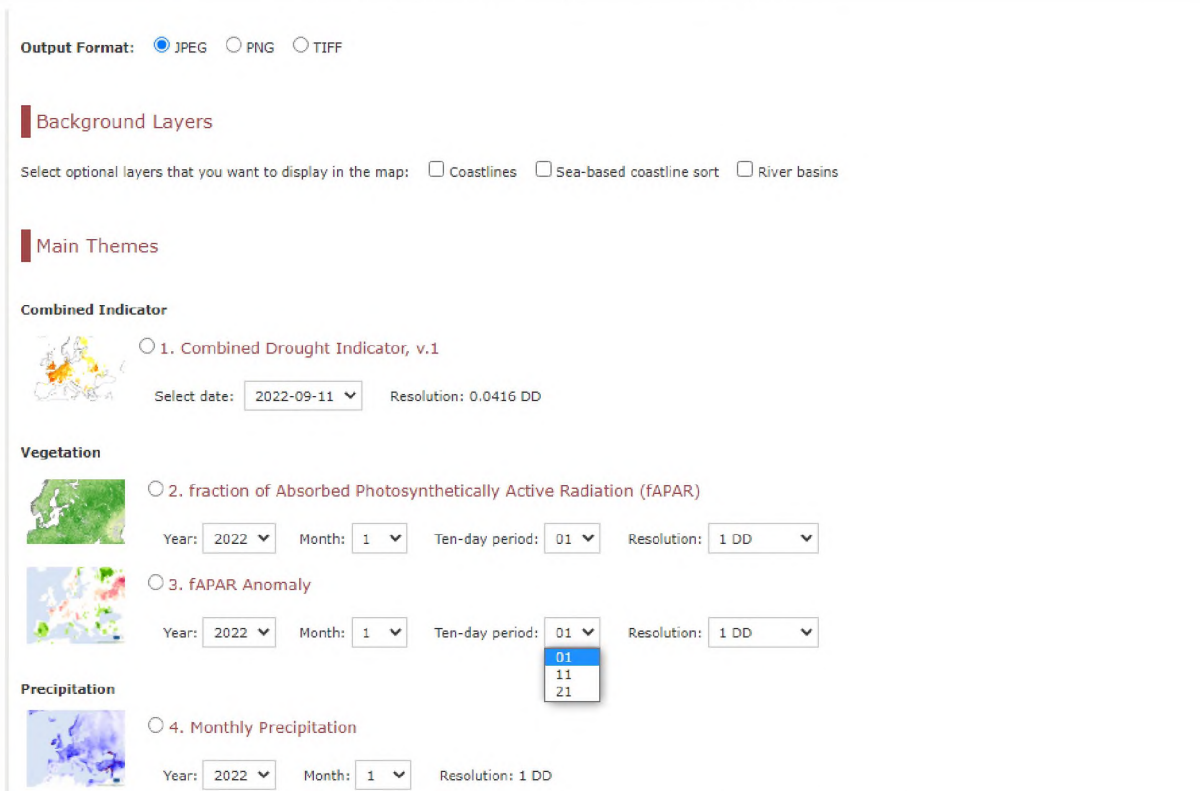 Output Format: JPEG PNG TIFF
Background Layers
Select optional layers that you want to display in the map: Coastlines Sea-based coastline sort River basins
Main Themes
Combined Indicator
1. Combined Drought Indicator, v.1
Select date: 2022-09-11 Resolution: 0.0416 DD
Vegetation
2. fraction of Absorbed Photosynthetically Active Radiation (fAPAR)
Year: 2022 Month: 1 Ten-day period: 01 Resolution: 1 DD
3. fAPAR Anomaly
Year: 2022 Month: 1 Ten-day period: 01 Resolution: 1 DD
01
11
21
Precipitation
4. Monthly Precipitation
Year: 2022 Month: 1 Resolution: 1 DD